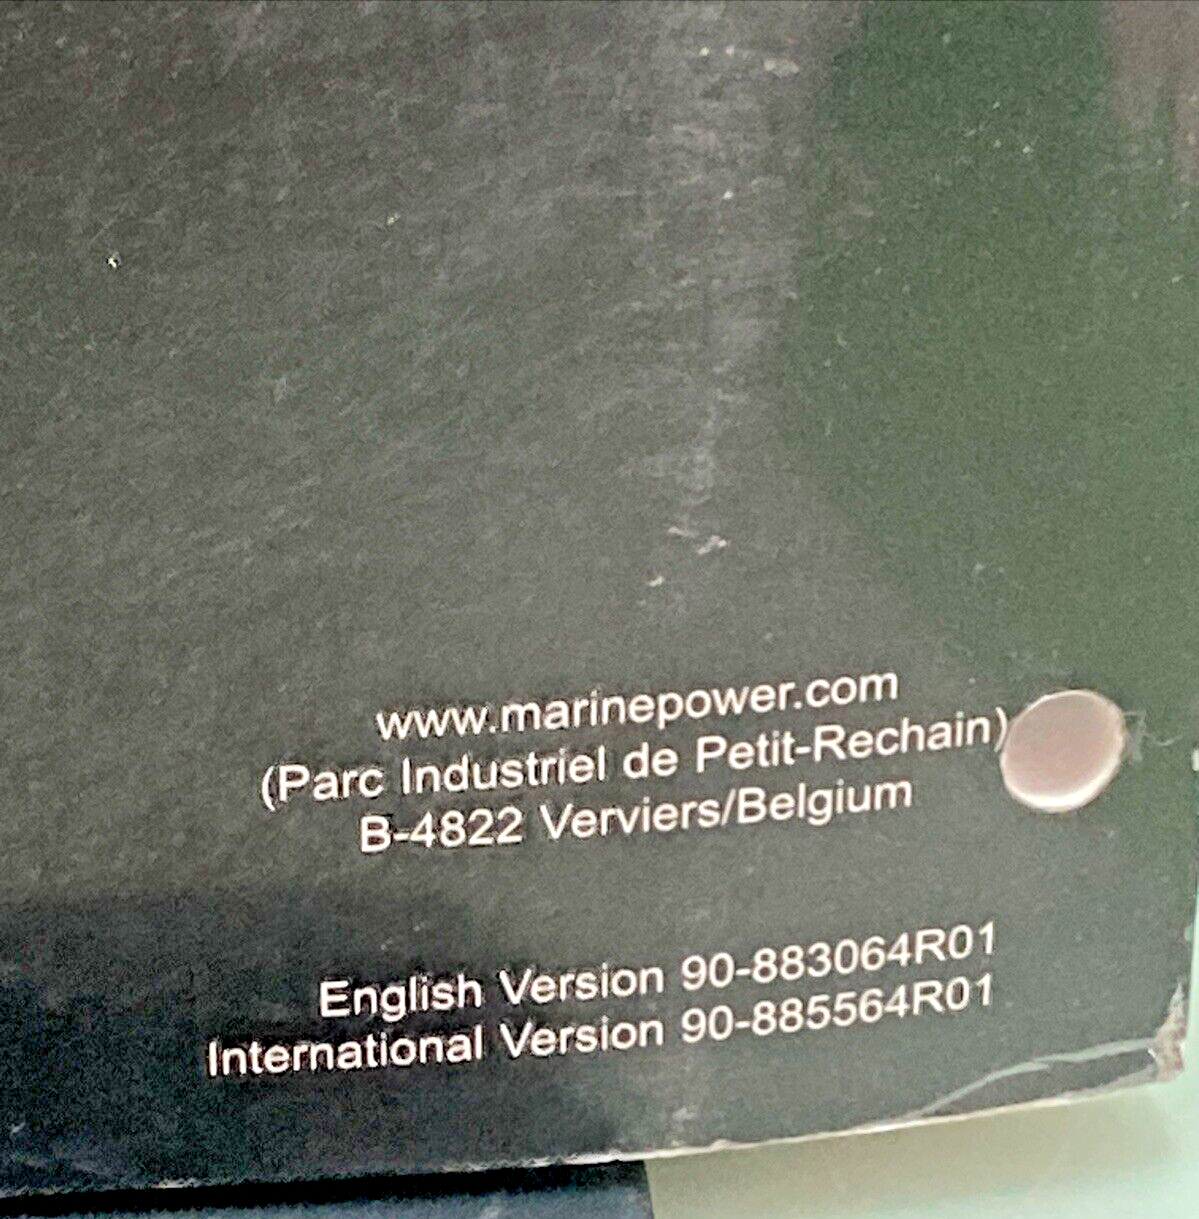 www.marinepower.com
(Parc Industriel de Petit-Rechain)
B-4822 Verviers/Belgium
English Version 90-883064R01
International Version 90-885564R01